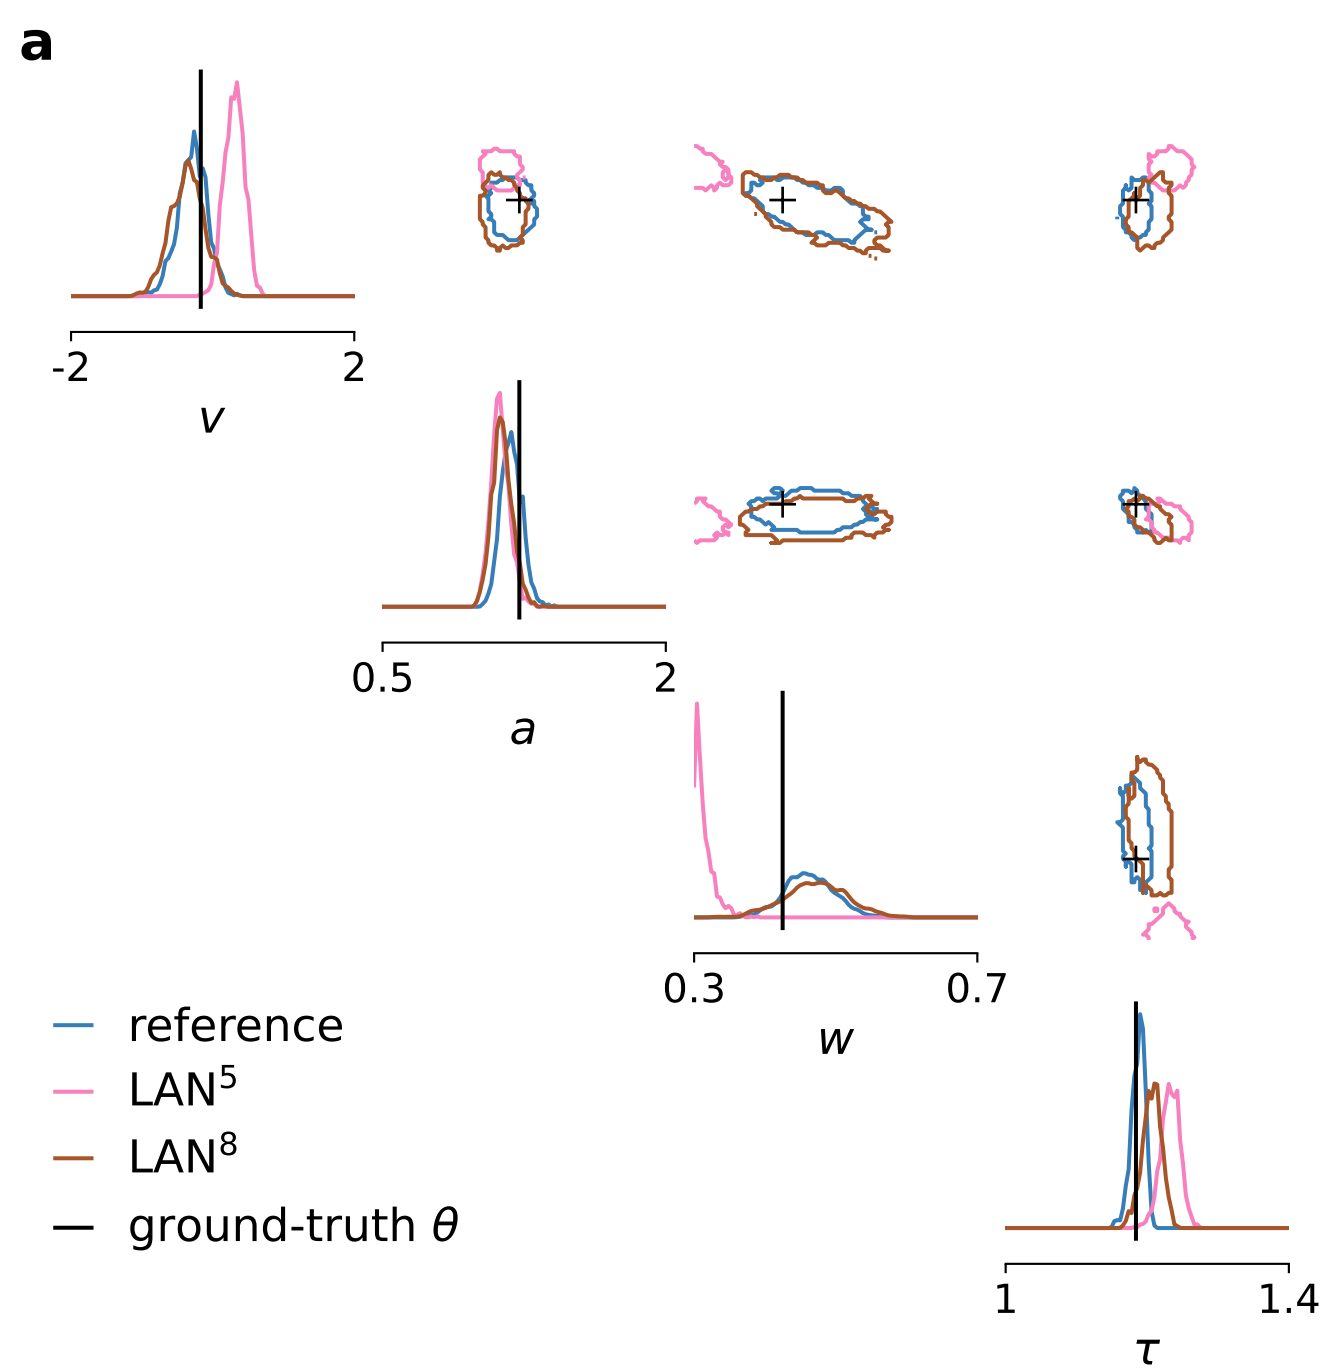 a
-2 2
v
0.5 2
a
0.3 0.7
w
reference
LAN⁵
LAN⁸
ground-truth θ
1 1.4
τ